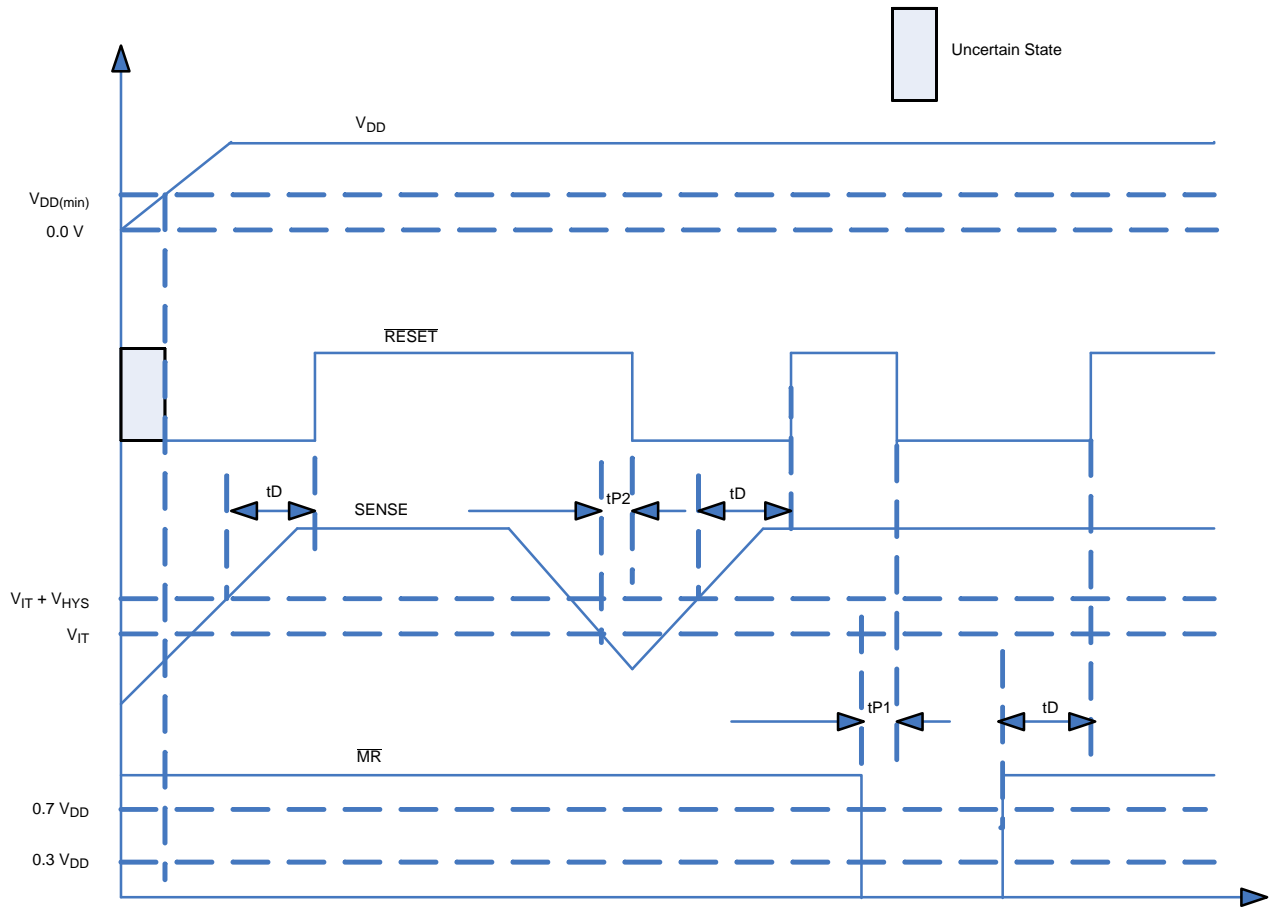 Uncertain State
VDD
VDD(min)
0.0 V
RESET
tD
SENSE
tP2
tD
VIT + VHYS
VIT
tP1
tD
MR
0.7 VDD
0.3 VDD